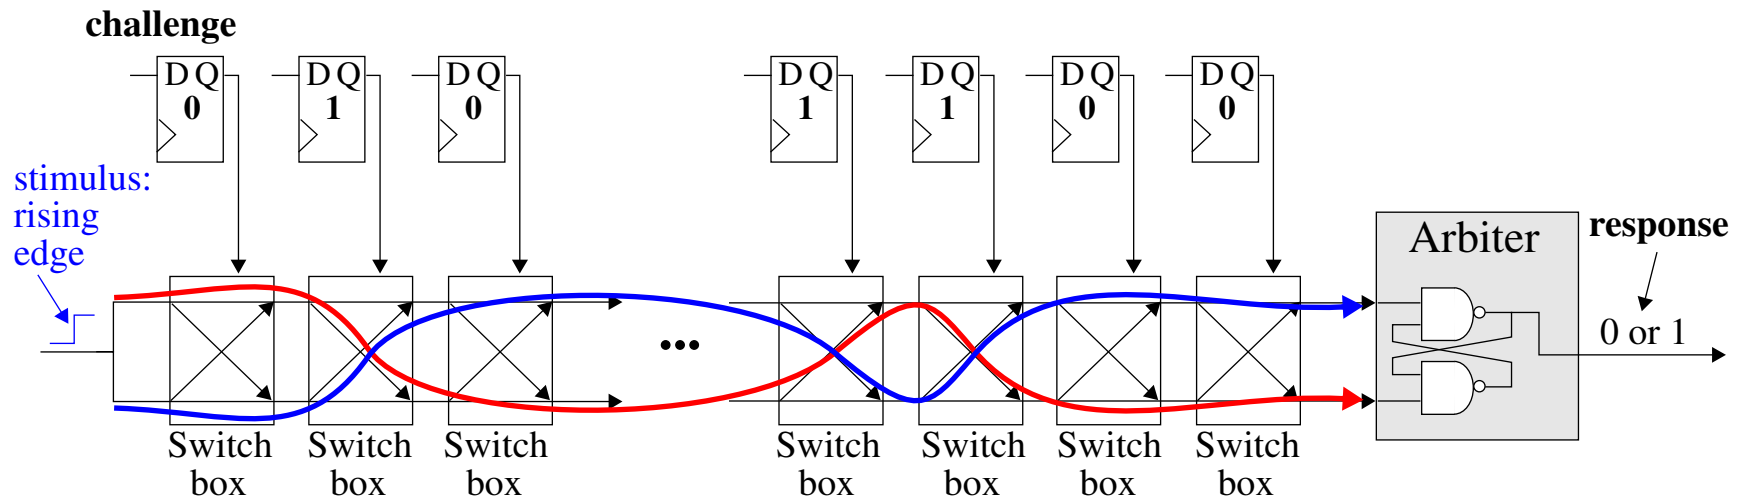 challenge
D Q
0
D Q
1
D Q
0
D Q
1
D Q
1
D Q
0
D Q
0
stimulus:
rising
edge
...
Arbiter
response
0 or 1
Switch
box
Switch
box
Switch
box
Switch
box
Switch
box
Switch
box
Switch
box